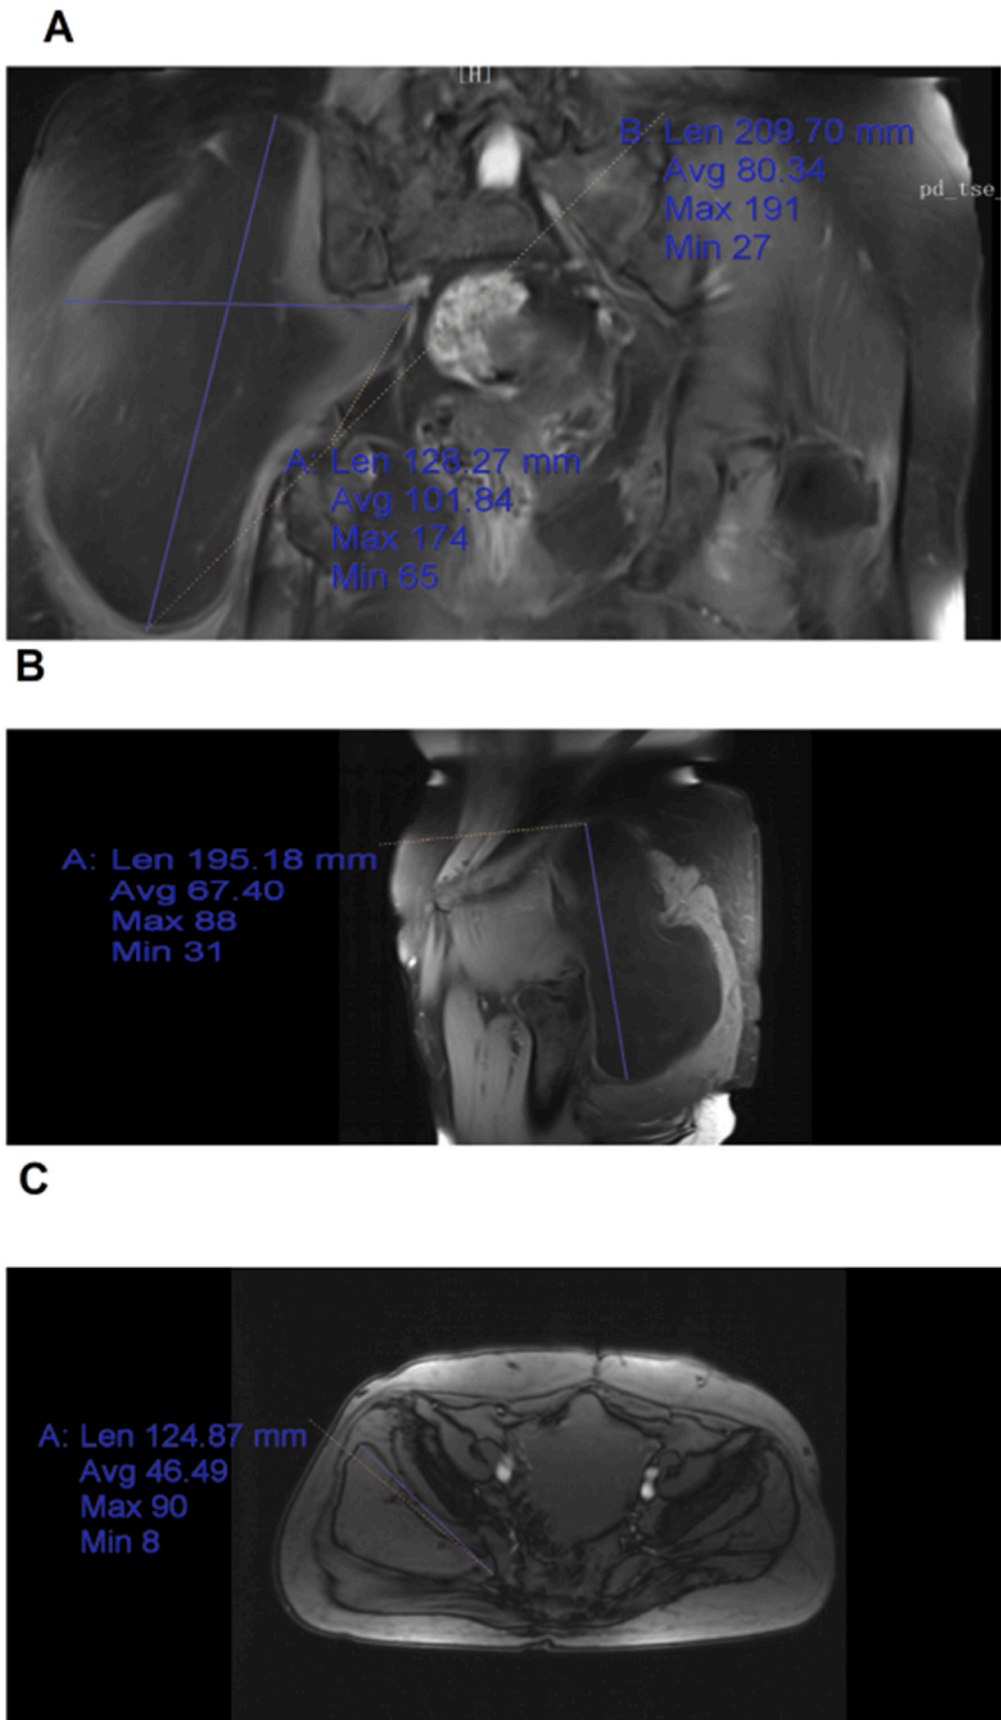 A
[H]
B: Len 209.70 mm
Avg 80.34
Max 191
Min 27
pd_tse_
A: Len 128.27 mm
Avg 101.84
Max 174
Min 65
B
A: Len 195.18 mm
Avg 67.40
Max 88
Min 31
C
A: Len 124.87 mm
Avg 46.49
Max 90
Min 8